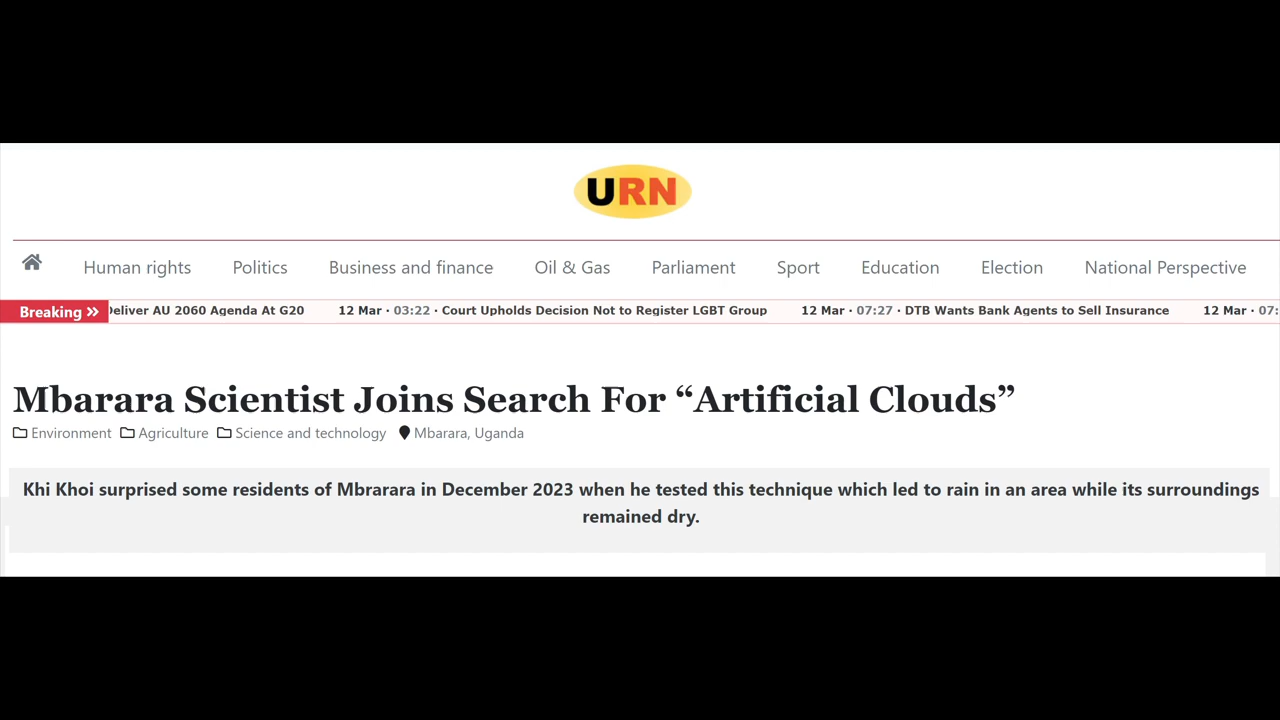 URN
Human rights Politics Business and finance Oil & Gas Parliament Sport Education Election National Perspective
Breaking Deliver AU 2060 Agenda At G20 12 Mar · 03:22 · Court Upholds Decision Not to Register LGBT Group 12 Mar · 07:27 · DTB Wants Bank Agents to Sell Insurance 12 Mar · 07:
Mbarara Scientist Joins Search For “Artificial Clouds”
Environment Agriculture Science and technology Mbarara, Uganda
Khi Khoi surprised some residents of Mbrarara in December 2023 when he tested this technique which led to rain in an area while its surroundings
remained dry.